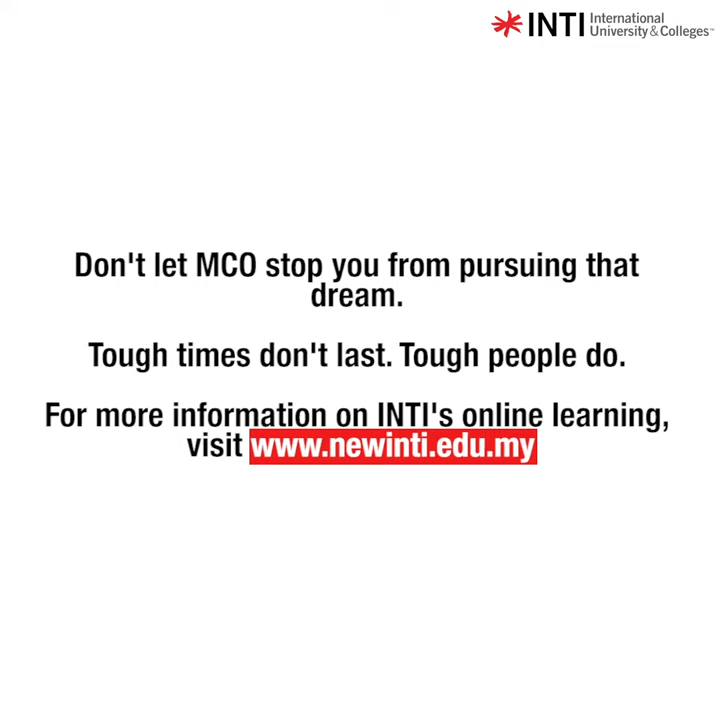 INTI International
University & Colleges™
Don't let MCO stop you from pursuing that
dream.
Tough times don't last. Tough people do.
For more information on INTI's online learning,
visit www.newinti.edu.my